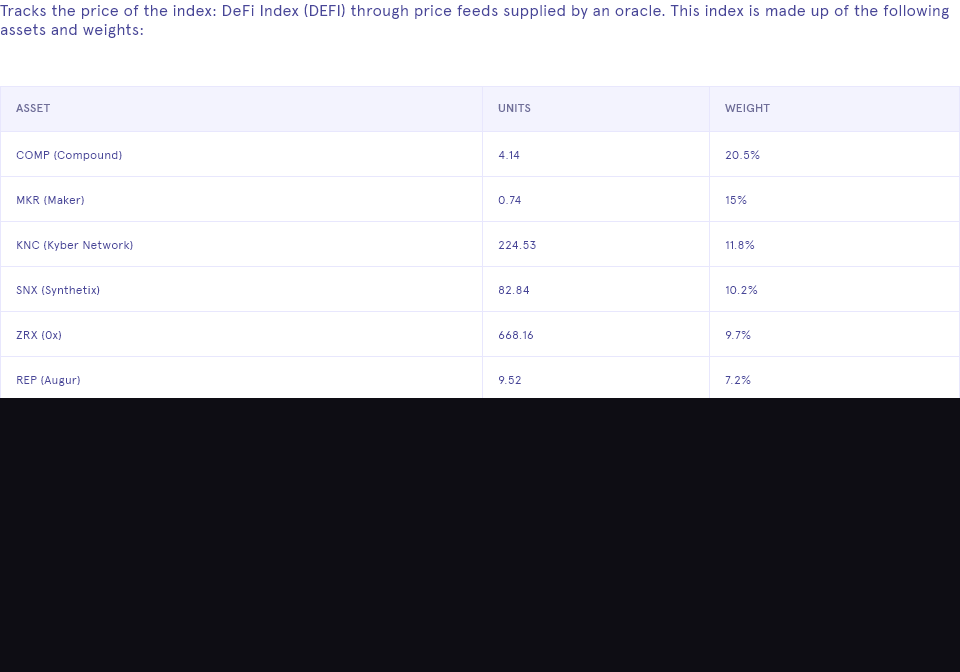 Tracks the price of the index: DeFi Index (DEFI) through price feeds supplied by an oracle. This index is made up of the following
assets and weights:
ASSET UNITS WEIGHT
COMP (Compound) 4.14 20.5%
MKR (Maker) 0.74 15%
KNC (Kyber Network) 224.53 11.8%
SNX (Synthetix) 82.84 10.2%
ZRX (0x) 668.16 9.7%
REP (Augur) 9.52 7.2%